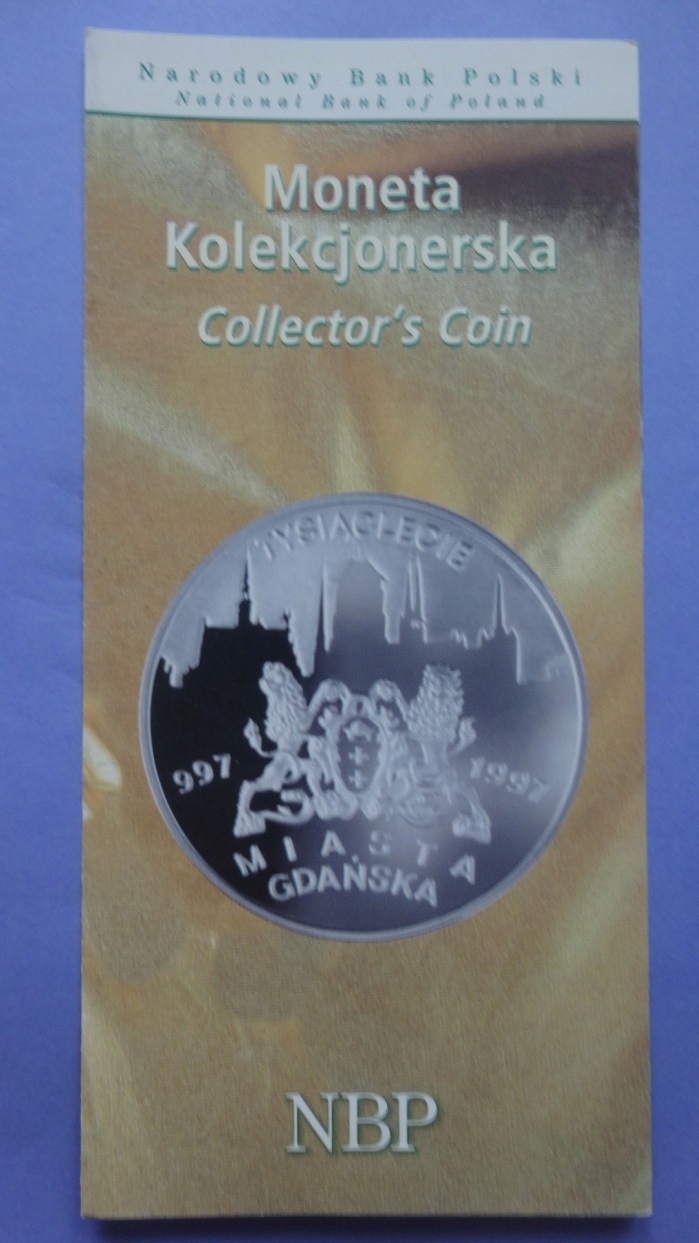 Narodowy Bank Polski
National Bank of Poland
Moneta
Kolekcjonerska
Collector's Coin
TYSIĄCLECIE
997 1997
MIASTA
GDAŃSKA
NBP